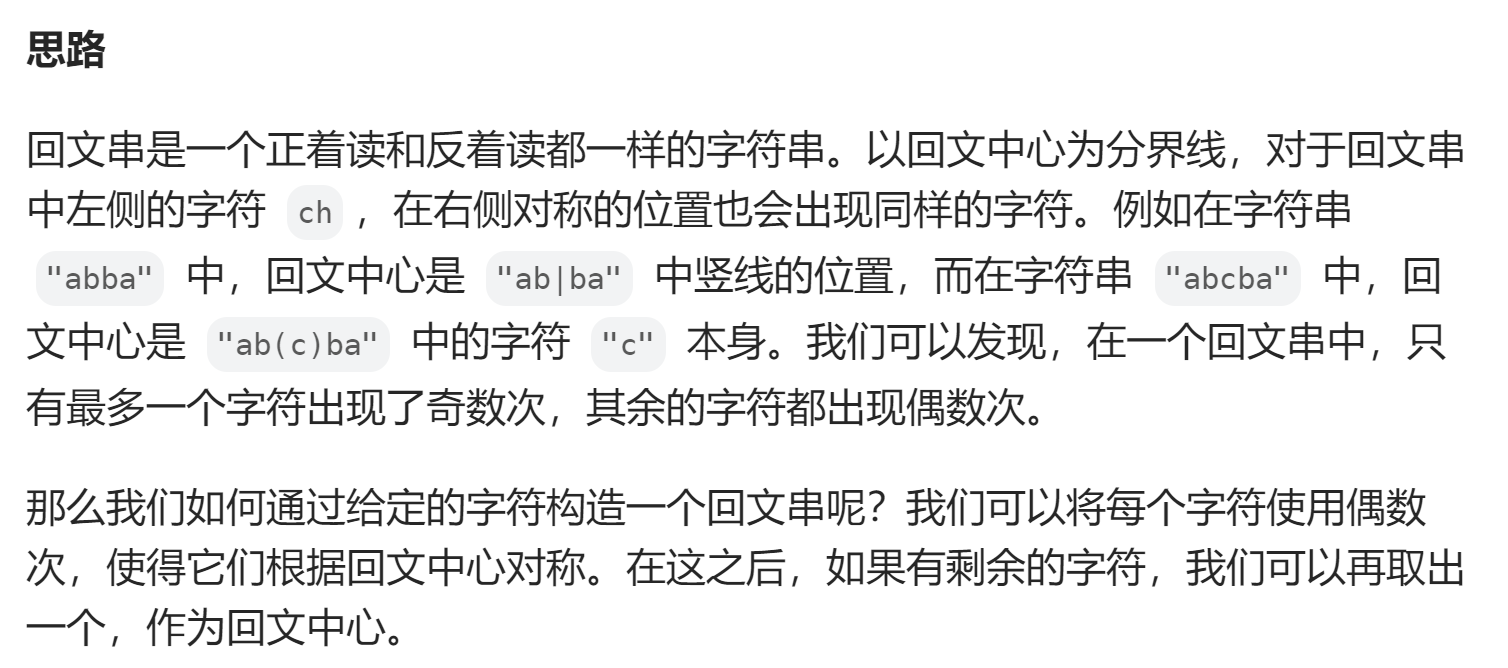 思路
回文串是一个正着读和反着读都一样的字符串。以回文中心为分界线，对于回文串
中左侧的字符 ch ，在右侧对称的位置也会出现同样的字符。例如在字符串
"abba" 中，回文中心是 "ab|ba" 中竖线的位置，而在字符串 "abcba" 中，回
文中心是 "ab(c)ba" 中的字符 "c" 本身。我们可以发现，在一个回文串中，只
有最多一个字符出现了奇数次，其余的字符都出现偶数次。
那么我们如何通过给定的字符构造一个回文串呢？我们可以将每个字符使用偶数
次，使得它们根据回文中心对称。在这之后，如果有剩余的字符，我们可以再取出
一个，作为回文中心。